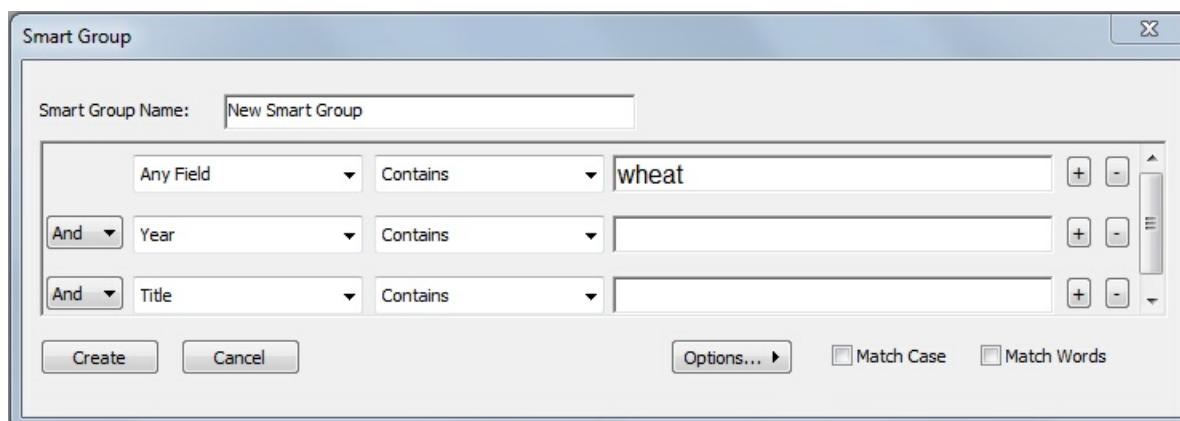 Smart Group
Smart Group Name: New Smart Group
Any Field Contains wheat + -
And Year Contains + -
And Title Contains + -
Create Cancel Options... Match Case Match Words